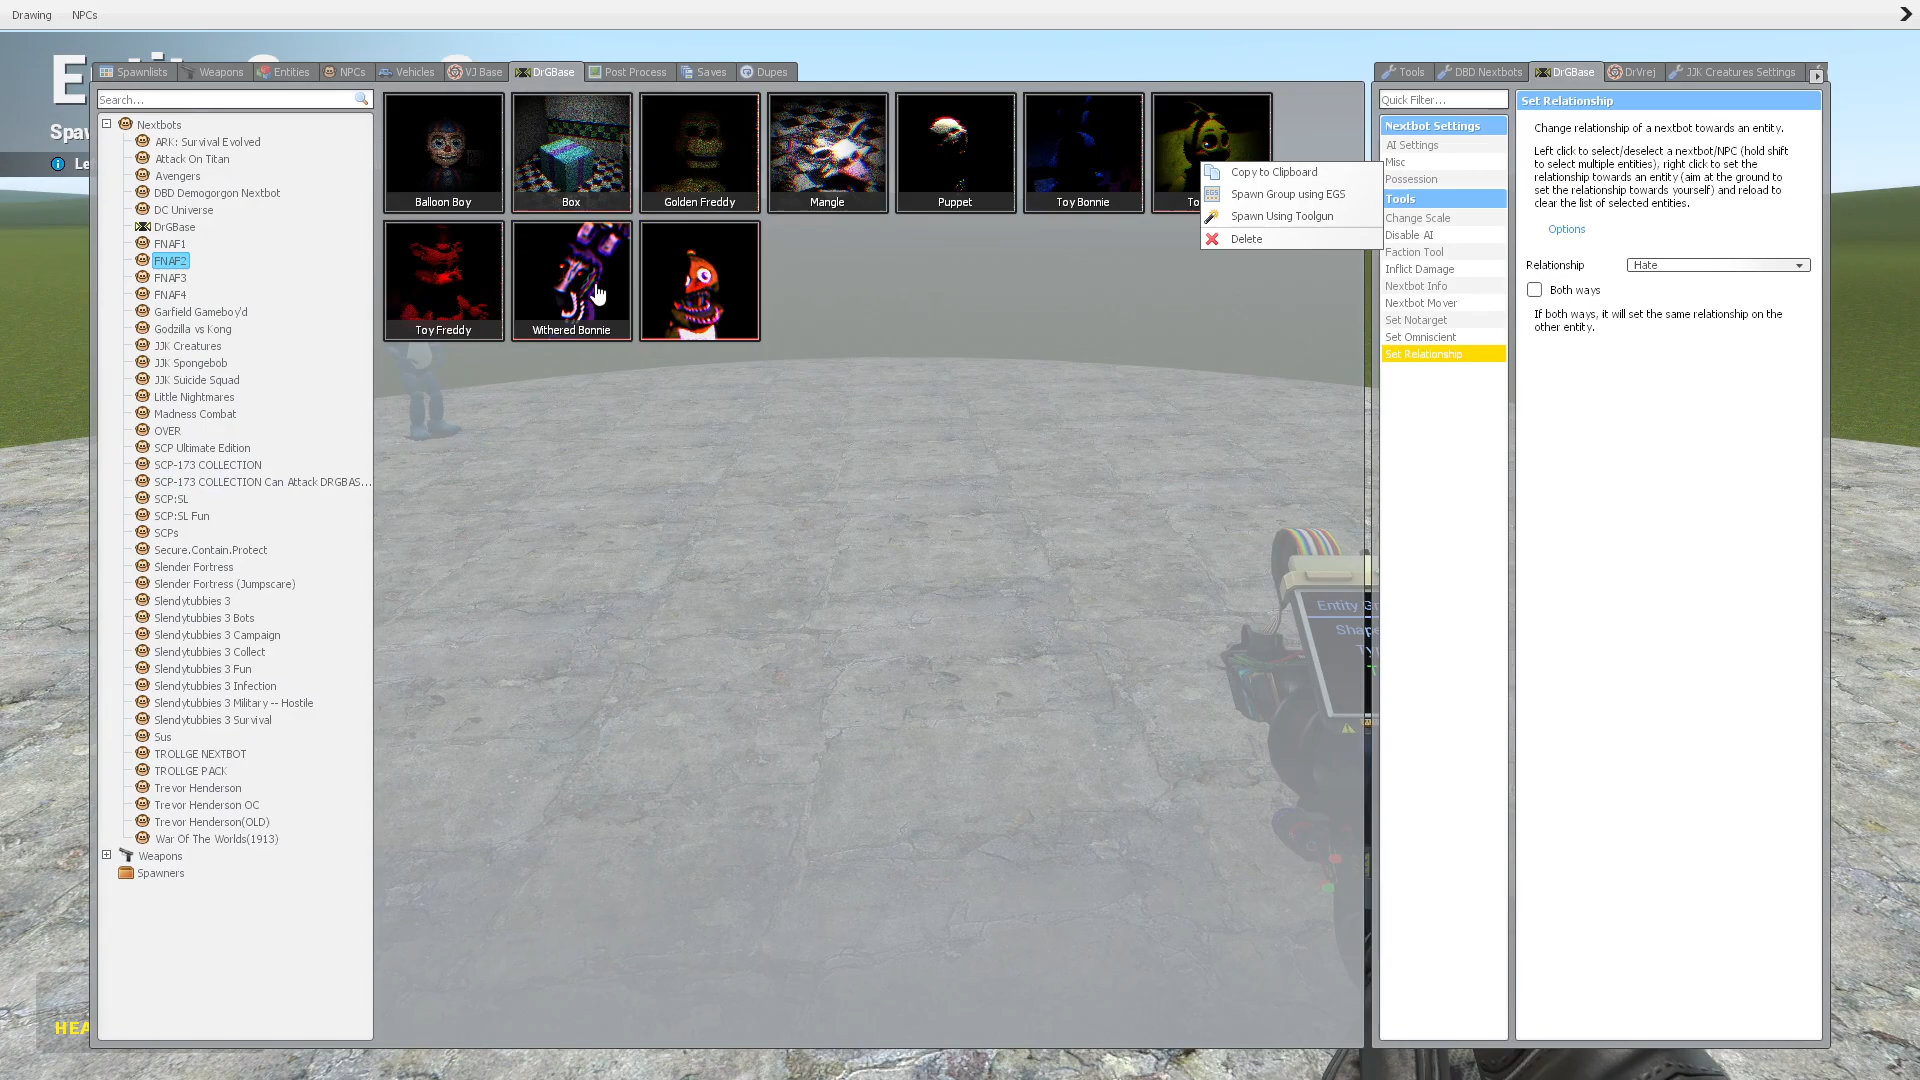 Drawing NPCs
Spawnlists Weapons Entities NPCs Vehicles VJ Base DrGBase Post Process Saves Dupes
Search...
Nextbots
ARK: Survival Evolved
Attack On Titan
Avengers
DBD Demogorgon Nextbot
DC Universe
DrGBase
FNAF1
FNAF2
FNAF3
FNAF4
Garfield Gameboy'd
Godzilla vs Kong
JJK Creatures
JJK Spongebob
JJK Suicide Squad
Little Nightmares
Madness Combat
OVER
SCP Ultimate Edition
SCP-173 COLLECTION
SCP-173 COLLECTION Can Attack DRGBAS...
SCP:SL
SCP:SL Fun
SCPs
Secure.Contain.Protect
Slender Fortress
Slender Fortress (Jumpscare)
Slendytubbies 3
Slendytubbies 3 Bots
Slendytubbies 3 Campaign
Slendytubbies 3 Collect
Slendytubbies 3 Fun
Slendytubbies 3 Infection
Slendytubbies 3 Military -- Hostile
Slendytubbies 3 Survival
Sus
TROLLGE NEXTBOT
TROLLGE PACK
Trevor Henderson
Trevor Henderson OC
Trevor Henderson(OLD)
War Of The Worlds(1913)
Weapons
Spawners
Balloon Boy Box Golden Freddy Mangle Puppet Toy Bonnie To
Toy Freddy Withered Bonnie
Copy to Clipboard
Spawn Group using EGS
Spawn Using Toolgun
Delete
Tools DBD Nextbots DrGBase DrVrej JJK Creatures Settings
Quick Filter...
Nextbot Settings
AI Settings
Misc
Possession
Tools
Change Scale
Disable AI
Faction Tool
Inflict Damage
Nextbot Info
Nextbot Mover
Set Notarget
Set Omniscient
Set Relationship
Set Relationship
Change relationship of a nextbot towards an entity.
Left click to select/deselect a nextbot/NPC (hold shift
to select multiple entities), right click to set the
relationship towards an entity (aim at the ground to
set the relationship towards yourself) and reload to
clear the list of selected entities.
Options
Relationship Hate
Both ways
If both ways, it will set the same relationship on the
other entity.
Spaw
Le
Entity G
Shape
Ty
HEA